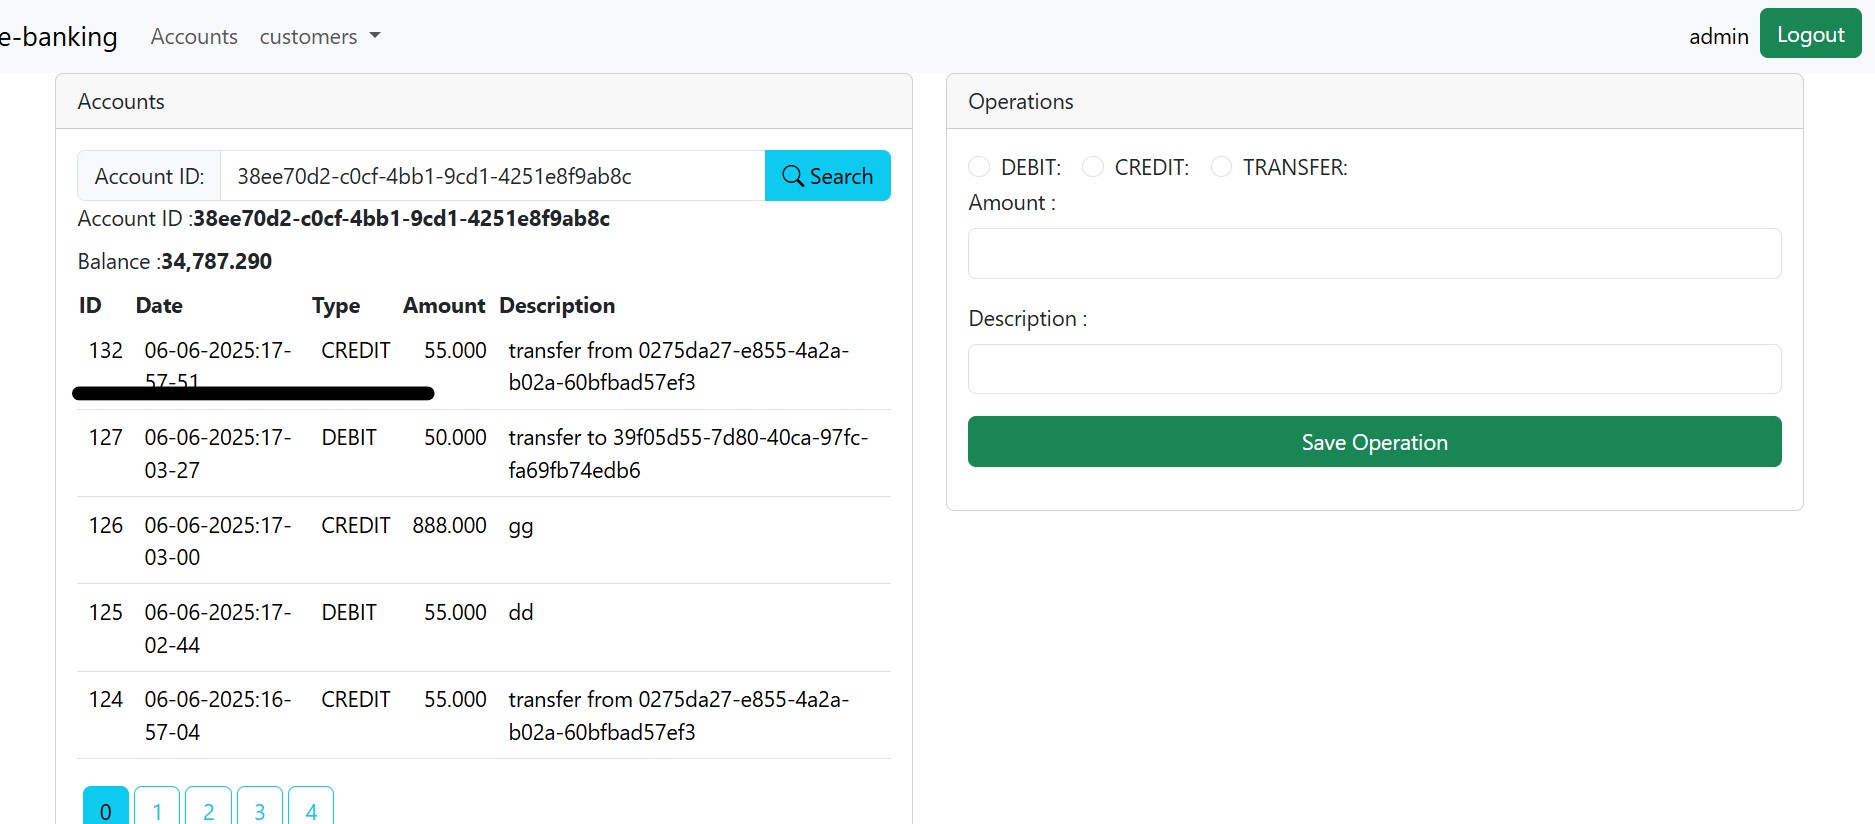 e-banking Accounts customers admin Logout
Accounts
Account ID: 38ee70d2-c0cf-4bb1-9cd1-4251e8f9ab8c Search
Account ID :38ee70d2-c0cf-4bb1-9cd1-4251e8f9ab8c
Balance :34,787.290
ID Date Type Amount Description
132 06-06-2025:17- CREDIT 55.000 transfer from 0275da27-e855-4a2a-
57-51 b02a-60bfbad57ef3
127 06-06-2025:17- DEBIT 50.000 transfer to 39f05d55-7d80-40ca-97fc-
03-27 fa69fb74edb6
126 06-06-2025:17- CREDIT 888.000 gg
03-00
125 06-06-2025:17- DEBIT 55.000 dd
02-44
124 06-06-2025:16- CREDIT 55.000 transfer from 0275da27-e855-4a2a-
57-04 b02a-60bfbad57ef3
0 1 2 3 4
Operations
DEBIT: CREDIT: TRANSFER:
Amount :
Description :
Save Operation